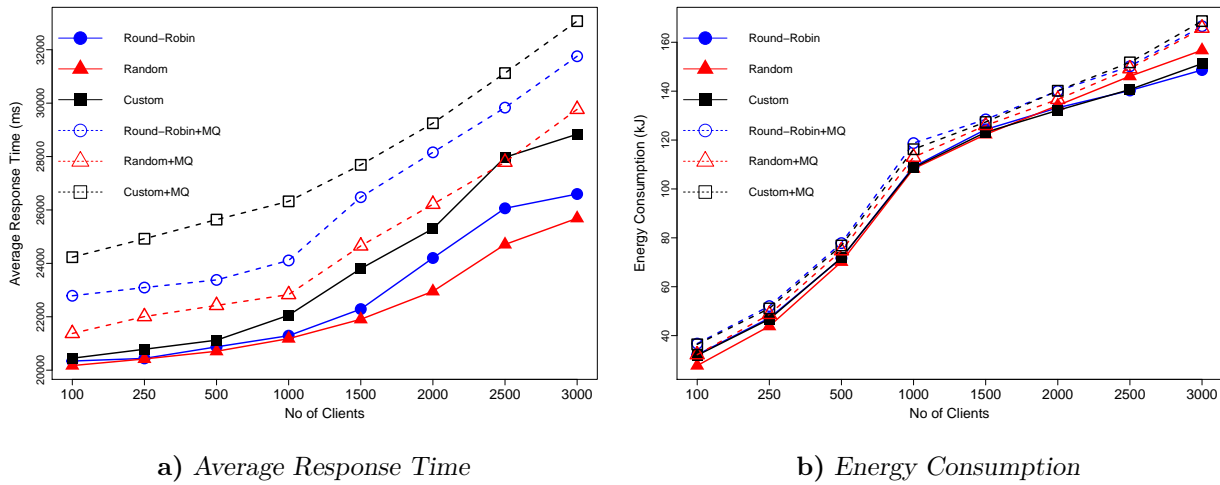 Average Response Time (ms)
20000 22000 24000 26000 28000 30000 32000
Round−Robin
Random
Custom
Round−Robin+MQ
Random+MQ
Custom+MQ
100 250 500 1000 1500 2000 2500 3000
No of Clients
a) Average Response Time
Energy Consumption (kJ)
40 60 80 100 120 140 160
Round−Robin
Random
Custom
Round−Robin+MQ
Random+MQ
Custom+MQ
100 250 500 1000 1500 2000 2500 3000
No of Clients
b) Energy Consumption